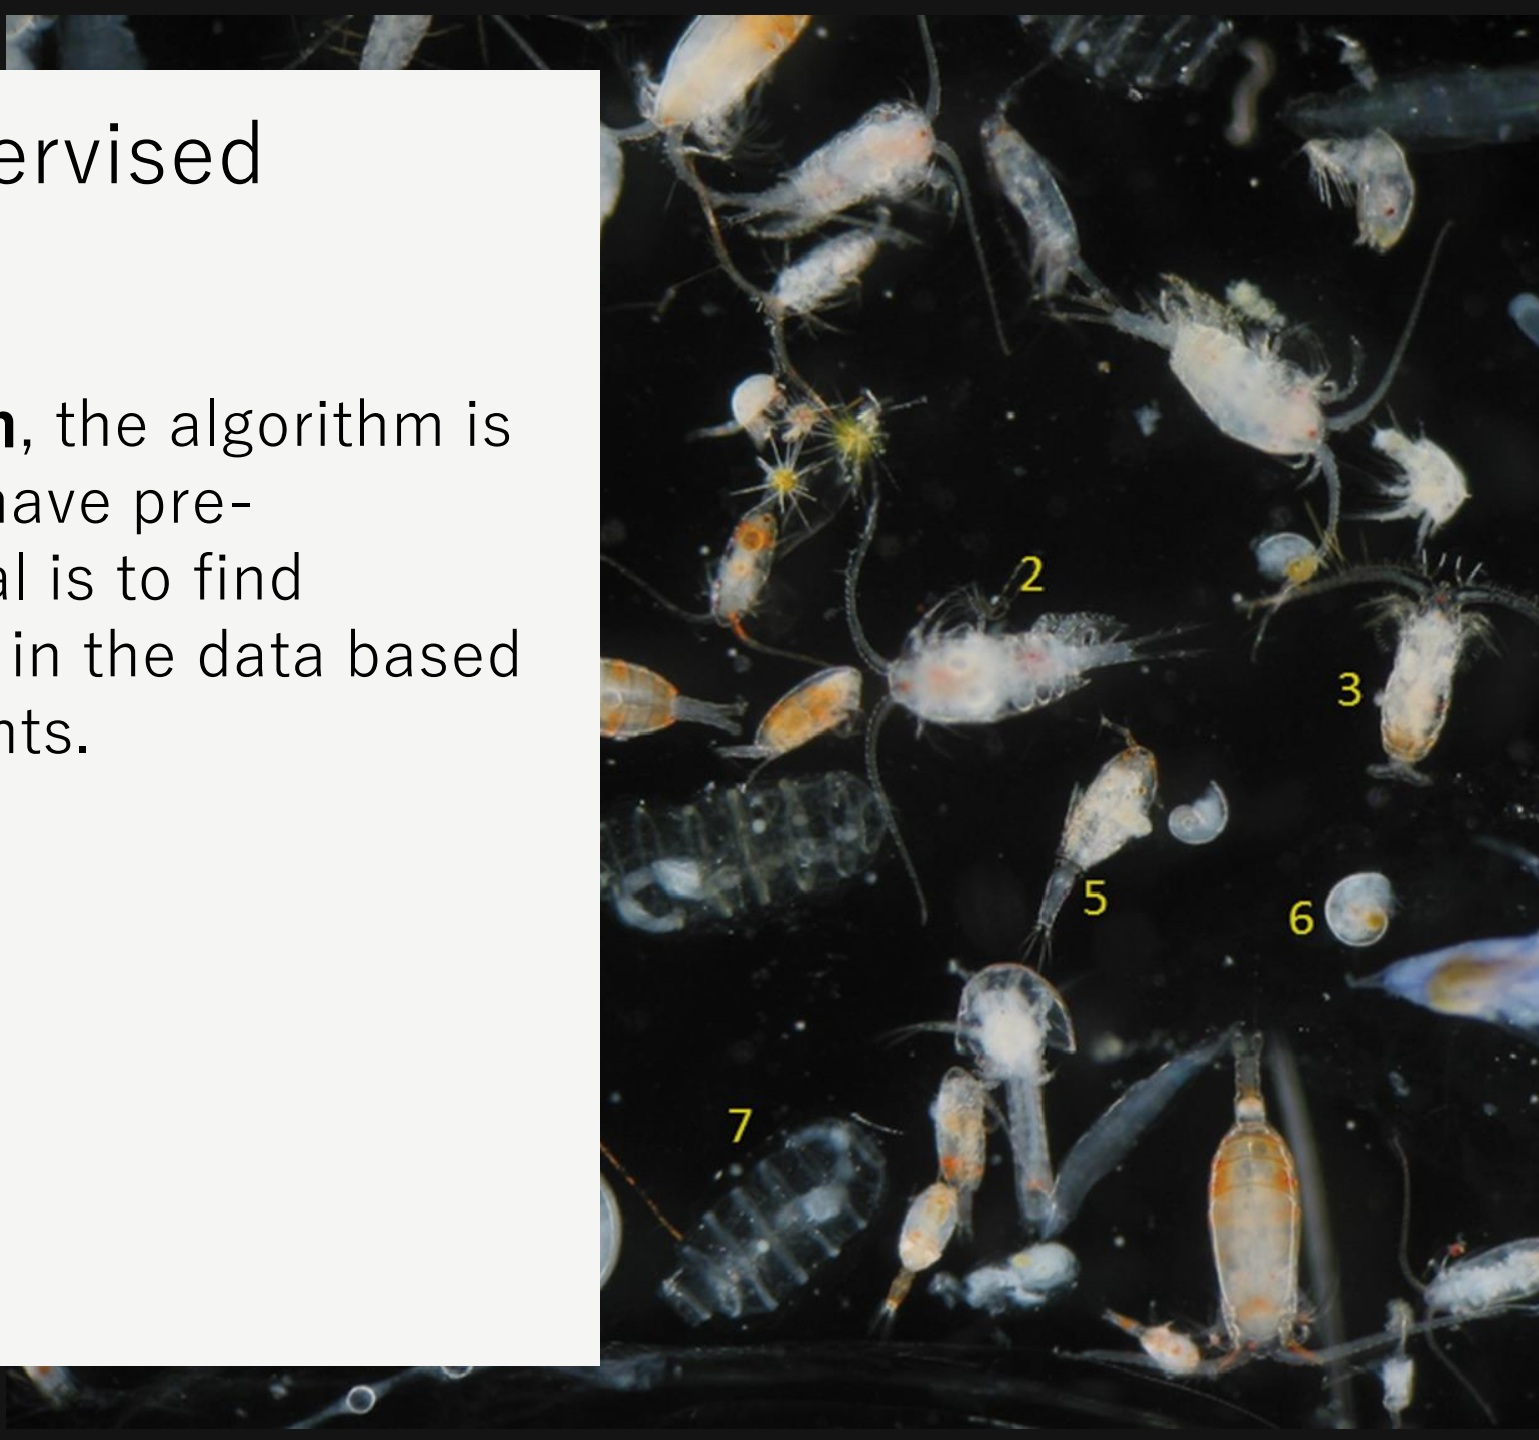 ervised
, the algorithm is
have pre-
al is to find
in the data based
nts.
2
3
5
6
7